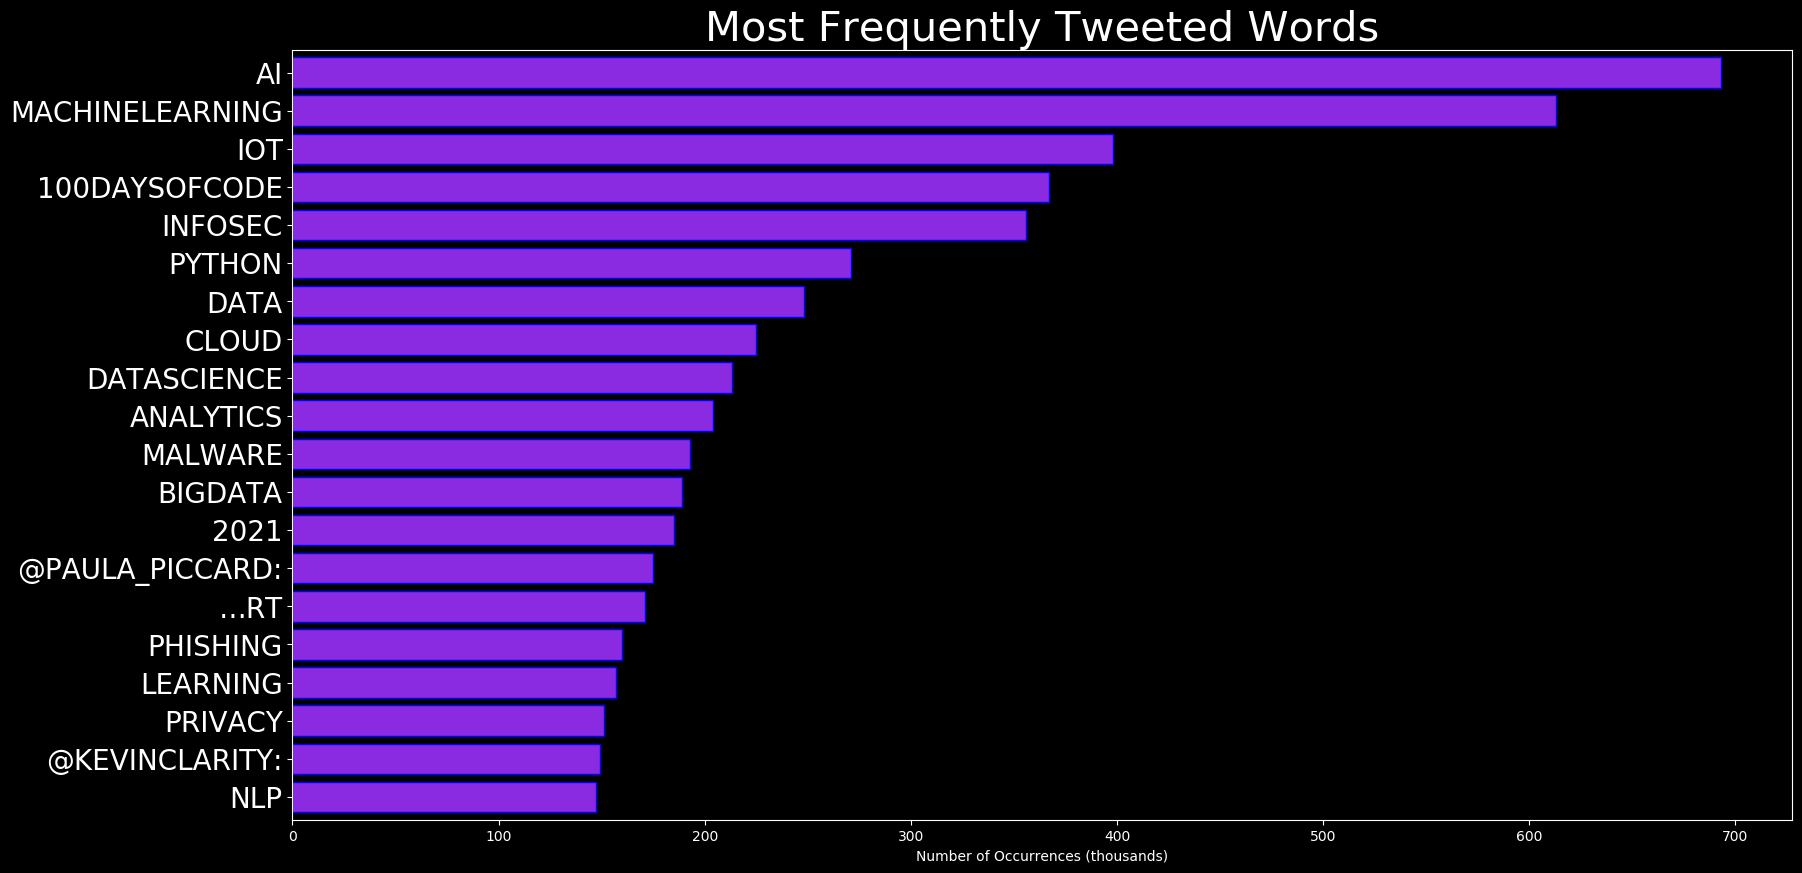 Most Frequently Tweeted Words
AI
MACHINELEARNING
IOT
100DAYSOFCODE
INFOSEC
PYTHON
DATA
CLOUD
DATASCIENCE
ANALYTICS
MALWARE
BIGDATA
2021
@PAULA_PICCARD:
…RT
PHISHING
LEARNING
PRIVACY
@KEVINCLARITY:
NLP
0 100 200 300 400 500 600 700
Number of Occurrences (thousands)